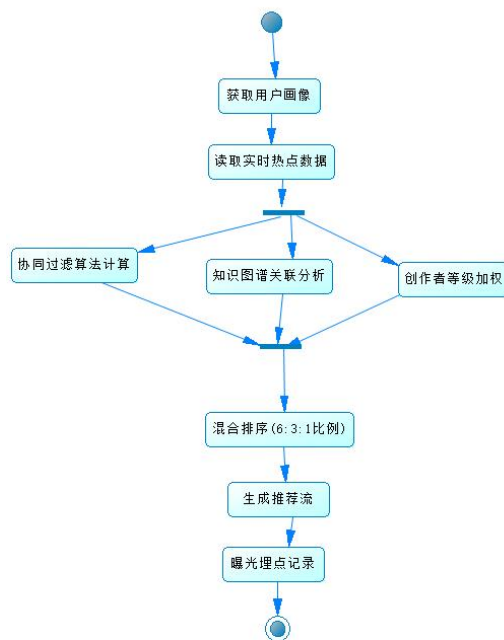 获取用户画像
读取实时热点数据
协同过滤算法计算
知识图谱关联分析
创作者等级加权
混合排序(6:3:1比例)
生成推荐流
曝光埋点记录